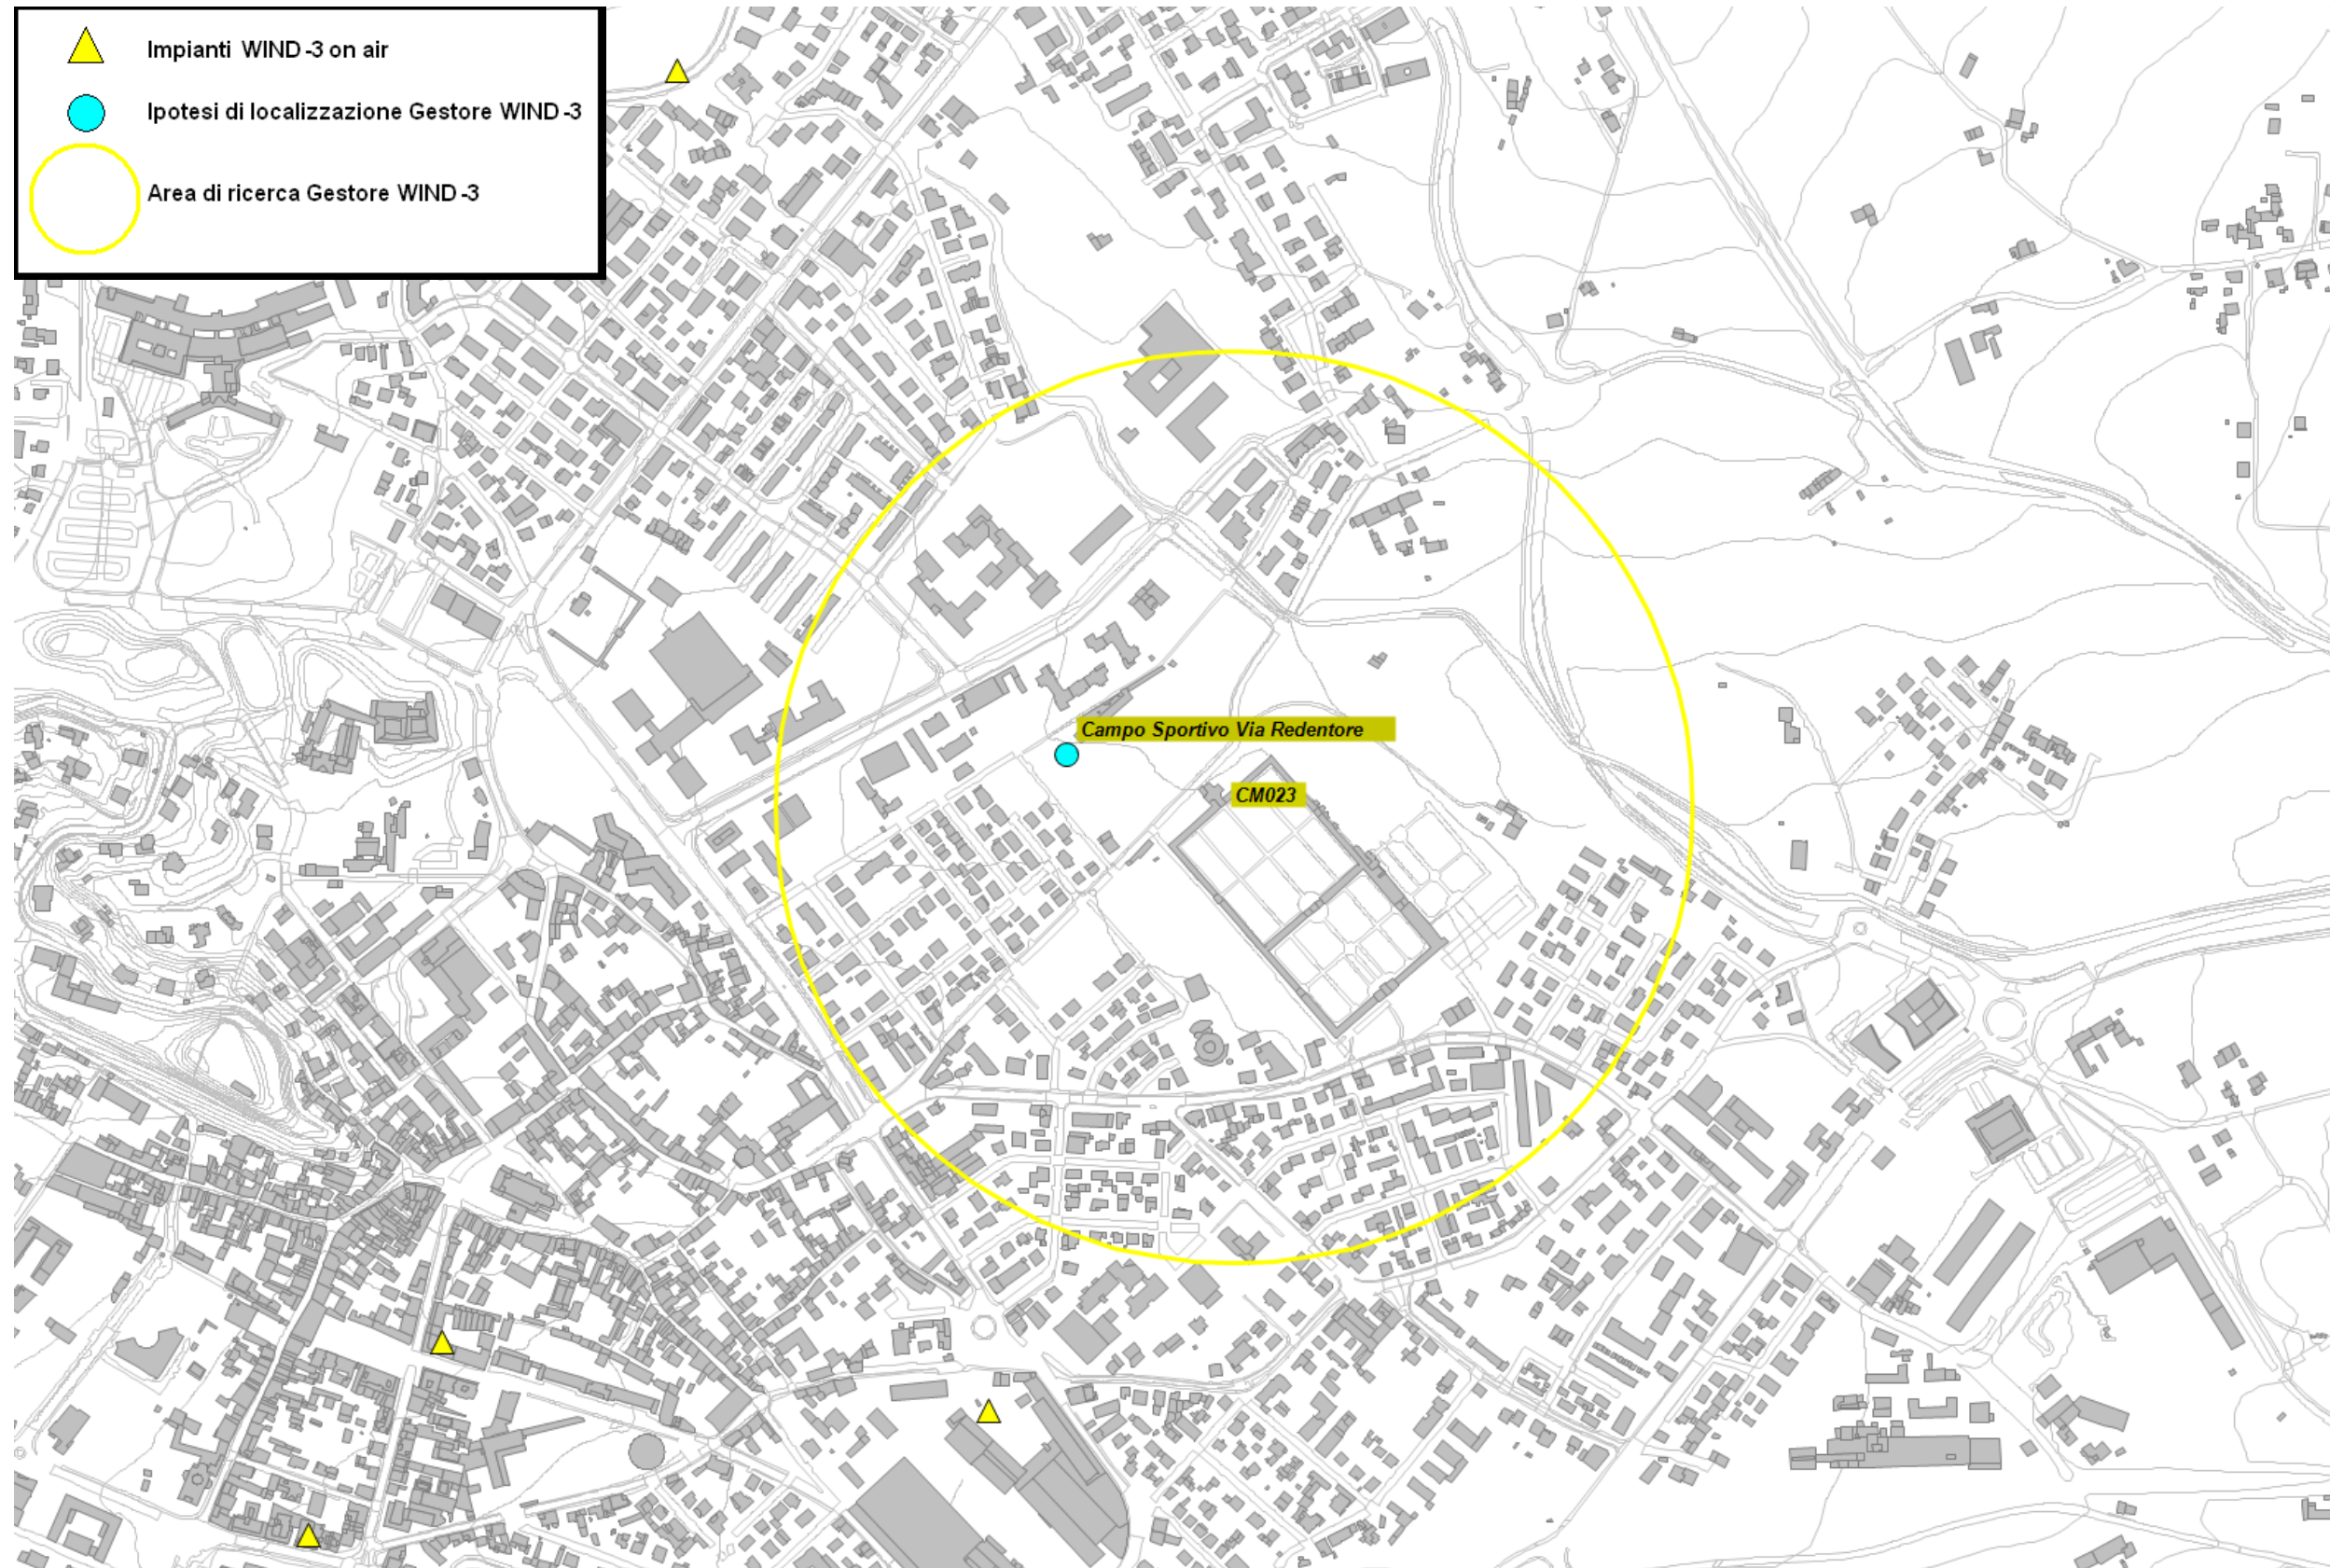 Impianti WIND-3 on air
Ipotesi di localizzazione Gestore WIND-3
Area di ricerca Gestore WIND-3
Campo Sportivo Via Redentore
CM023